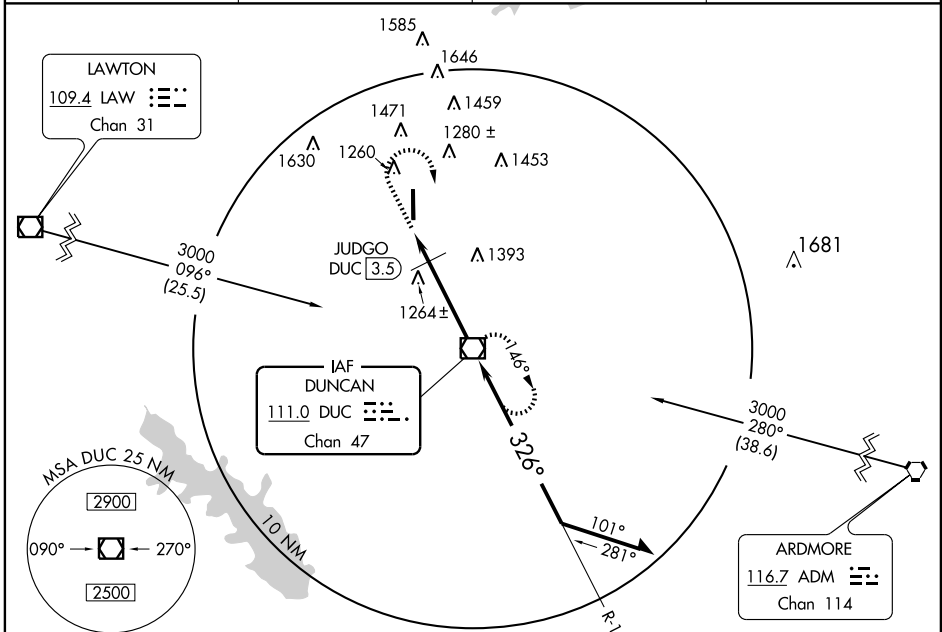 1585
1646
LAWTON
109.4 LAW
Chan 31
1459
1471
1280 ±
1630
1260
1453
JUDGO
DUC 3.5
1393
1681
3000
096°
(25.5)
1264 ±
IAF
DUNCAN
111.0 DUC
Chan 47
146°
3000
280°
(38.6)
326°
MSA DUC 25 NM
2900
090°
270°
2500
10 NM
101°
281°
ARDMORE
116.7 ADM
Chan 114